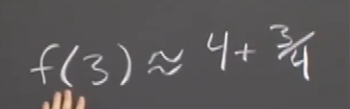 f(3) ≈ 4 + 3/4